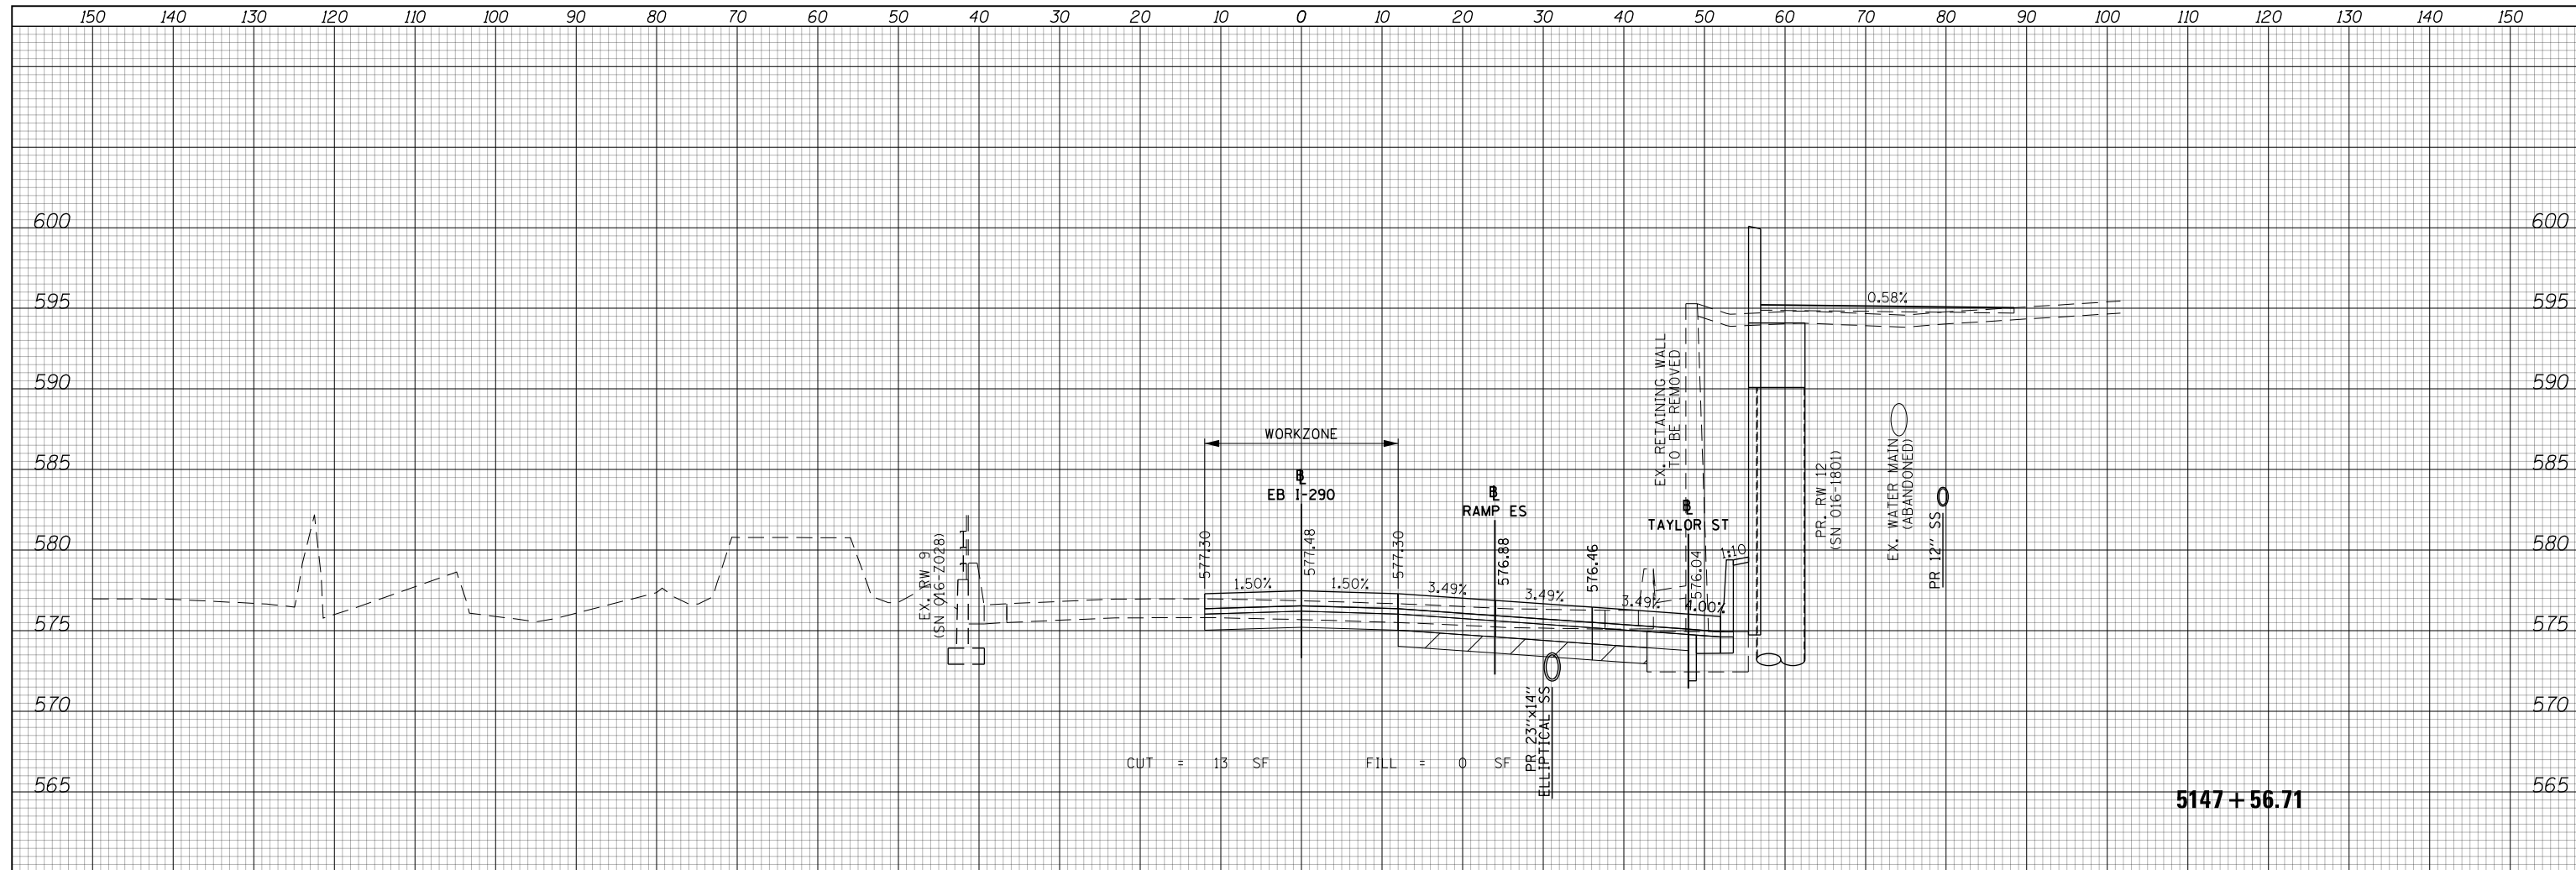 150 140 130 120 110 100 90 80 70 60 50 40 30 20 10 0 10 20 30 40 50 60 70 80 90 100 110 120 130 140 150
600 600
595 595
590 590
585 585
580 580
575 575
570 570
565 565
0.58%
EX. RETAINING WALL
TO BE REMOVED
WORKZONE
BL
EB I-290
BL
RAMP ES
BL
TAYLOR ST
577.30
577.48
577.30
576.88
576.46
576.04
1:10
1.50%
1.50%
3.49%
3.49%
3.49%
4.00%
EX. RW 9
(SN 016-Z028)
PR. RW 12
(SN 016-1801)
EX. WATER MAIN
(ABANDONED)
PR 12" SS
PR 23"x14"
ELLIPTICAL SS
CUT = 13 SF FILL = 0 SF
5147+56.71